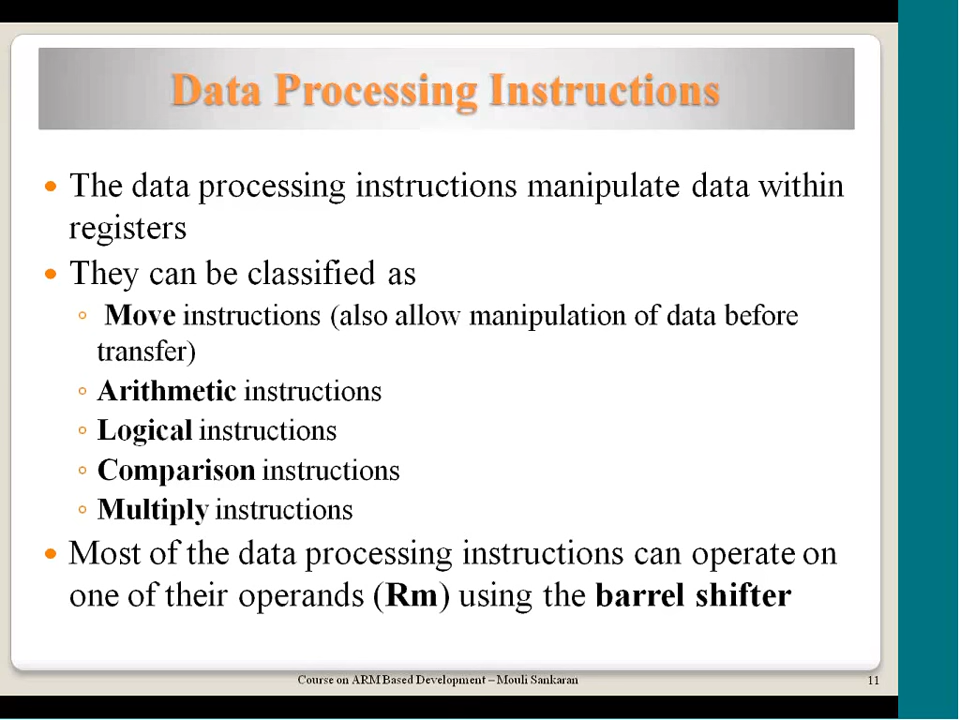 Data Processing Instructions
• The data processing instructions manipulate data within
registers
• They can be classified as
◦ Move instructions (also allow manipulation of data before
transfer)
◦ Arithmetic instructions
◦ Logical instructions
◦ Comparison instructions
◦ Multiply instructions
• Most of the data processing instructions can operate on
one of their operands (Rm) using the barrel shifter
Course on ARM Based Development – Mouli Sankaran
11